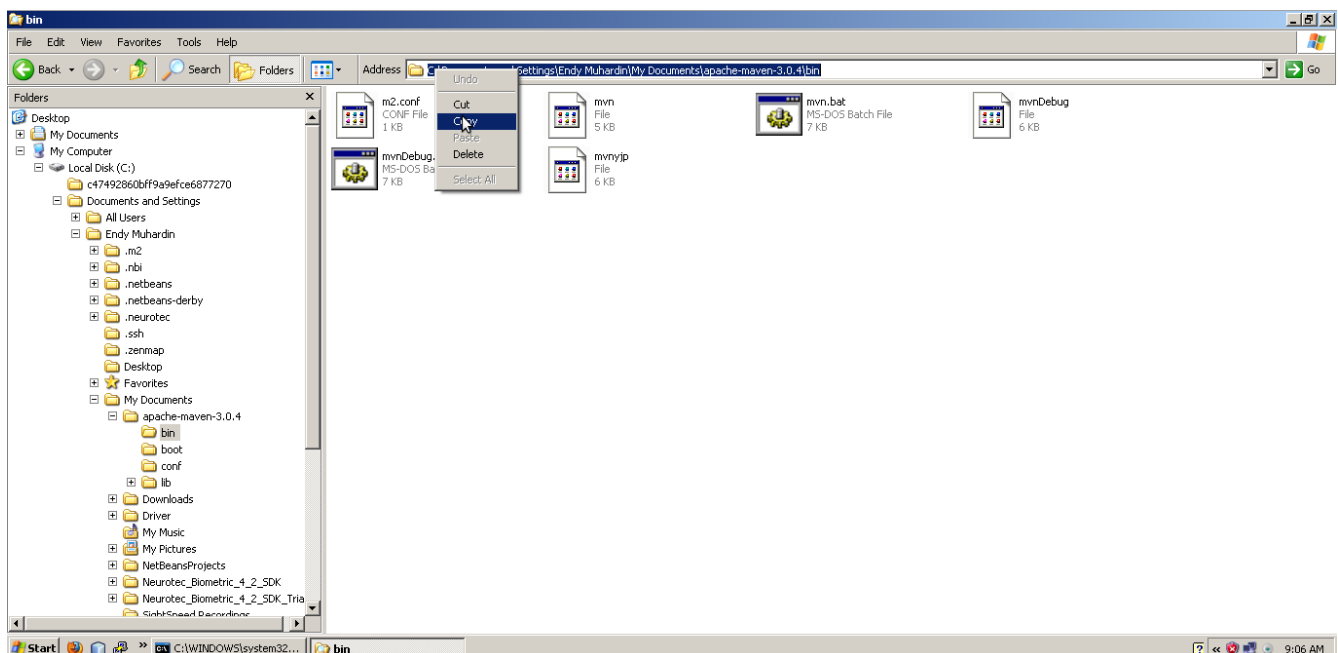 bin
File Edit View Favorites Tools Help
Back Search Folders Address C:\Documents and Settings\Endy Muhardin\My Documents\apache-maven-3.0.4\bin Go
Undo
Cut
Copy
Paste
Delete
Select All
Folders x
Desktop
My Documents
My Computer
Local Disk (C:)
c47492860bff9a9efce6877270
Documents and Settings
All Users
Endy Muhardin
.m2
.nbi
.netbeans
.netbeans-derby
.neurotec
.ssh
.zenmap
Desktop
Favorites
My Documents
apache-maven-3.0.4
bin
boot
conf
lib
Downloads
Driver
My Music
My Pictures
NetBeansProjects
Neurotec_Biometric_4_2_SDK
Neurotec_Biometric_4_2_SDK_Tria
SightSpeed Recordings
m2.conf
CONF File
1 KB
mvn
File
5 KB
mvn.bat
MS-DOS Batch File
7 KB
mvnDebug
File
6 KB
mvnDebug.
MS-DOS Ba
7 KB
mvnyjp
File
6 KB
Start » C:\WINDOWS\system32... bin ? « 9:06 AM